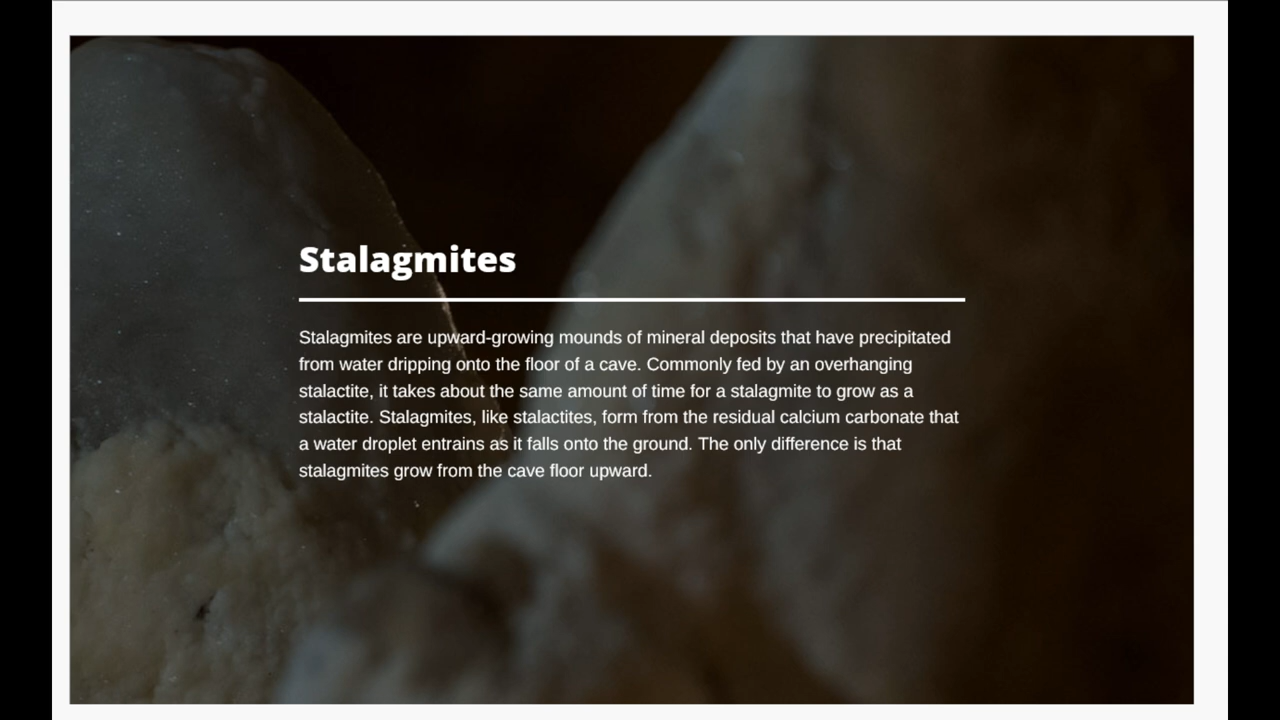 Stalagmites
Stalagmites are upward-growing mounds of mineral deposits that have precipitated
from water dripping onto the floor of a cave. Commonly fed by an overhanging
stalactite, it takes about the same amount of time for a stalagmite to grow as a
stalactite. Stalagmites, like stalactites, form from the residual calcium carbonate that
a water droplet entrains as it falls onto the ground. The only difference is that
stalagmites grow from the cave floor upward.